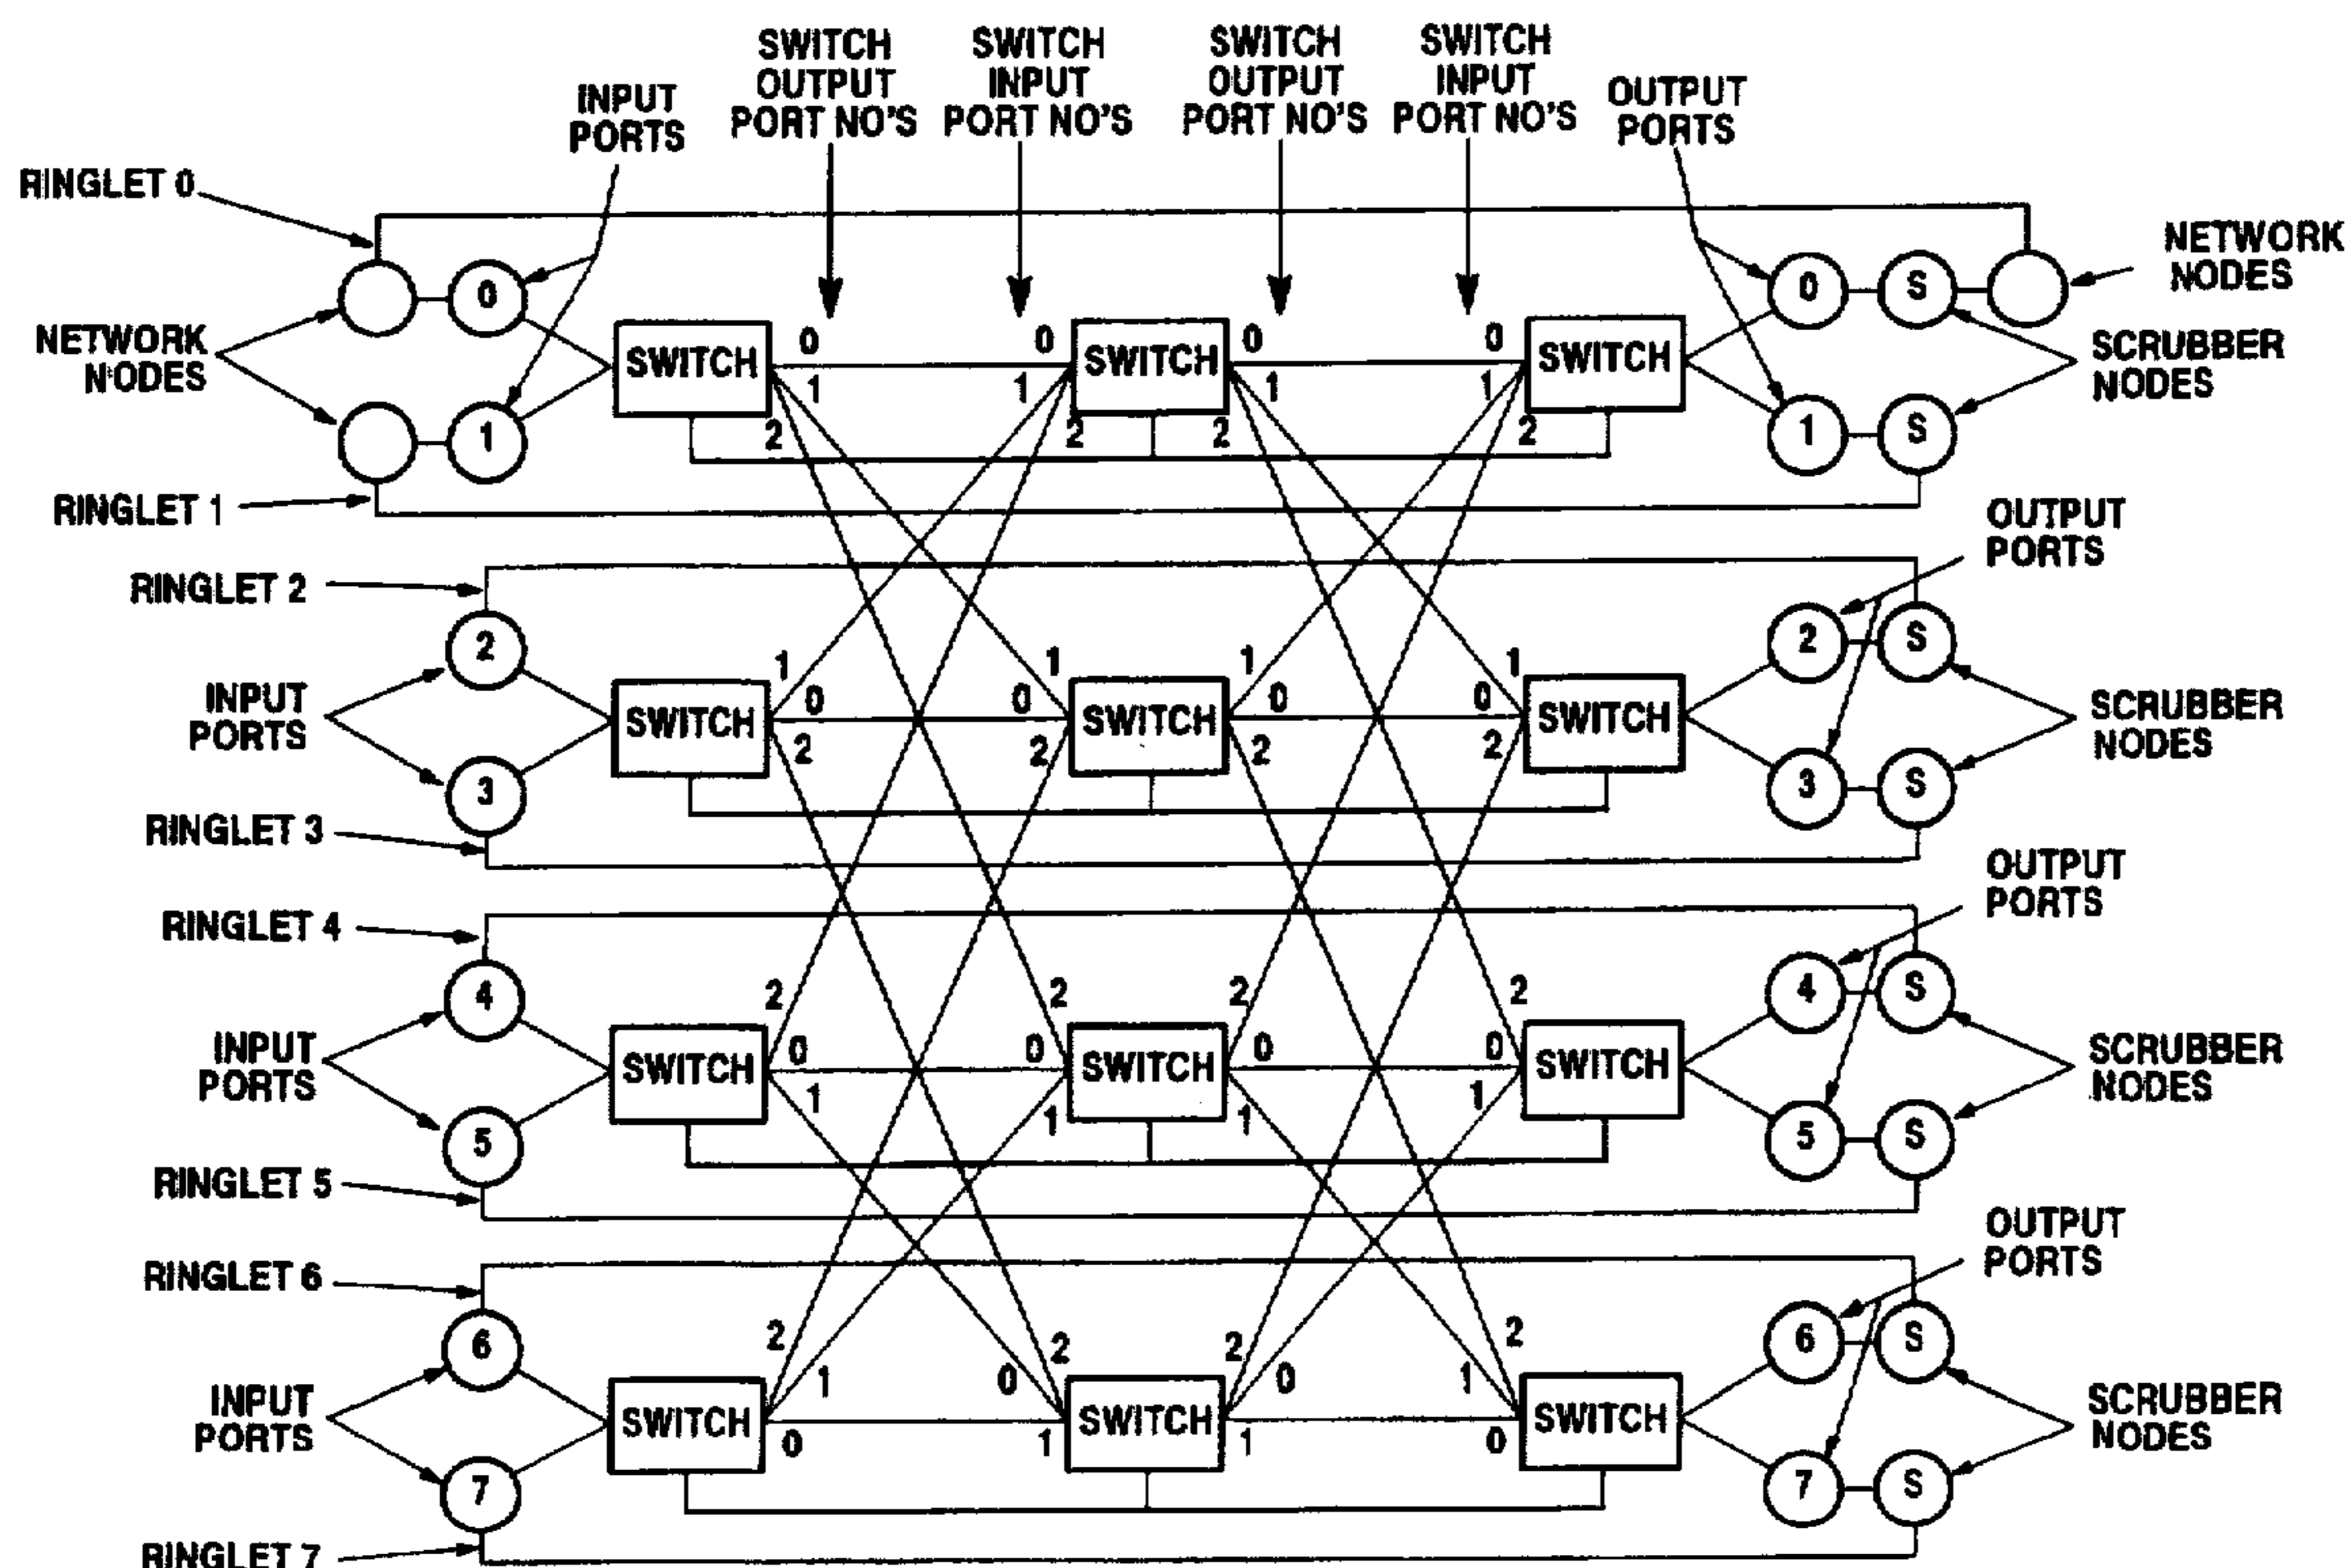 SWITCH
OUTPUT
PORT NO'S
SWITCH
INPUT
PORT NO'S
SWITCH
OUTPUT
PORT NO'S
SWITCH
INPUT
PORT NO'S
INPUT
PORTS
OUTPUT
PORTS
RINGLET 0
NETWORK
NODES
0
0
S
NETWORK
NODES
SWITCH
0
0
SWITCH
0
0
SWITCH
SCRUBBER
NODES
1
1
1
1
2
2
2
2
1
1
S
RINGLET 1
OUTPUT
PORTS
RINGLET 2
2
2
S
INPUT
PORTS
SWITCH
1
0
2
1
0
2
SWITCH
1
0
2
1
0
2
SWITCH
SCRUBBER
NODES
3
3
S
RINGLET 3
OUTPUT
PORTS
RINGLET 4
4
4
S
INPUT
PORTS
SWITCH
2
0
1
2
0
1
SWITCH
2
0
1
2
0
1
SWITCH
SCRUBBER
NODES
5
5
S
RINGLET 5
OUTPUT
PORTS
RINGLET 6
6
6
S
INPUT
PORTS
SWITCH
2
1
0
2
0
1
SWITCH
2
0
1
2
1
0
SWITCH
SCRUBBER
NODES
7
7
S
RINGLET 7